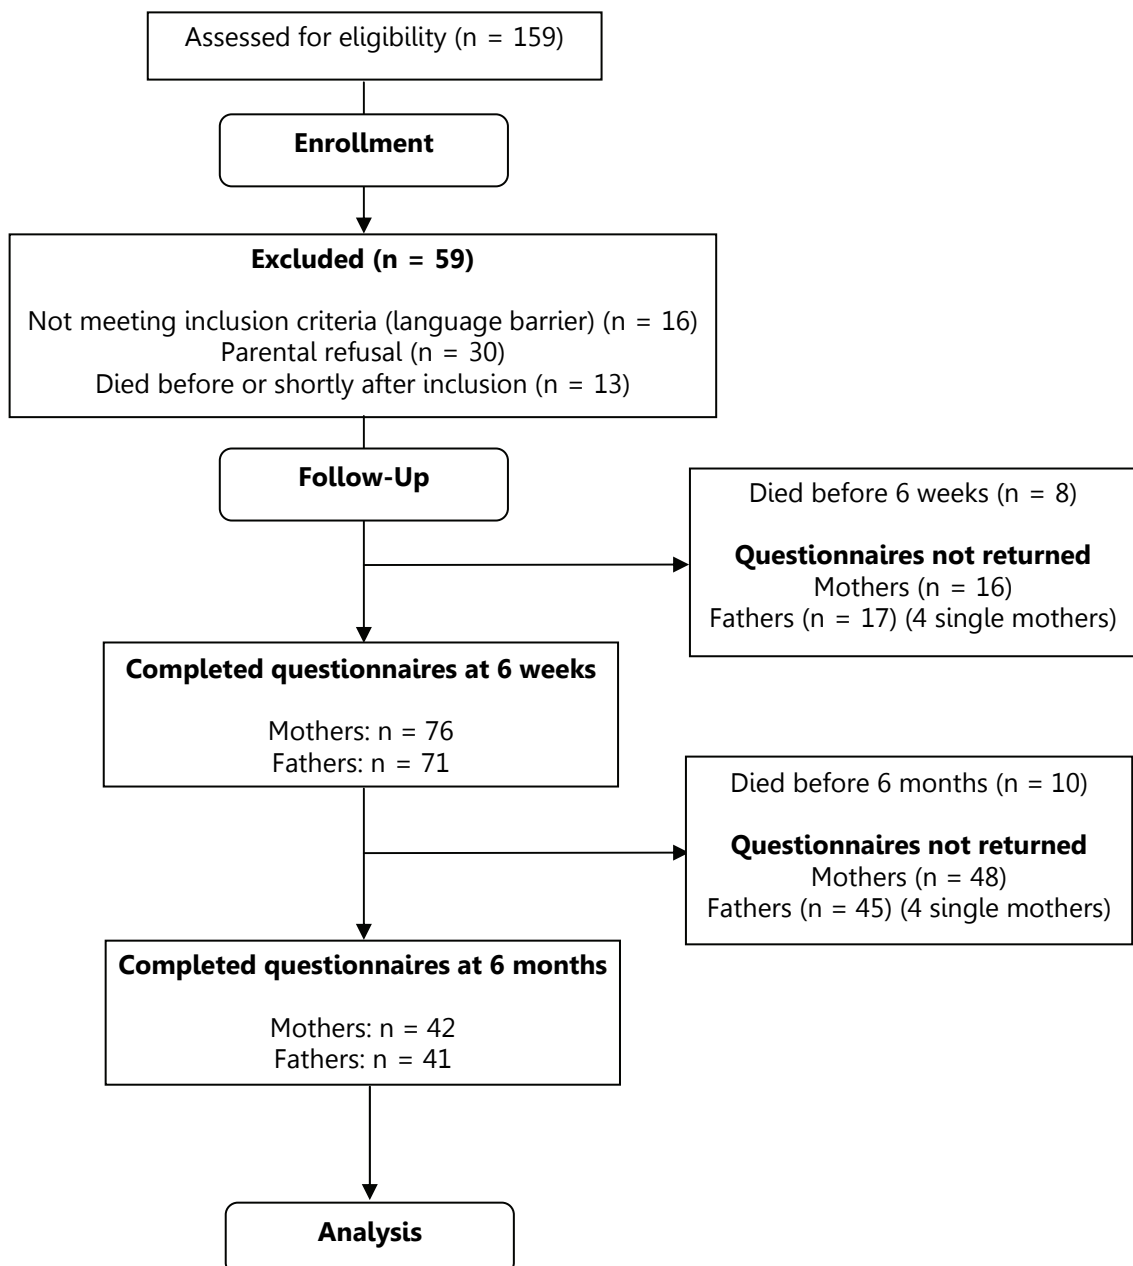 Assessed for eligibility (n = 159)
Enrollment
Excluded (n = 59)
Not meeting inclusion criteria (language barrier) (n = 16)
Parental refusal (n = 30)
Died before or shortly after inclusion (n = 13)
Follow-Up
Died before 6 weeks (n = 8)
Questionnaires not returned
Mothers (n = 16)
Fathers (n = 17) (4 single mothers)
Completed questionnaires at 6 weeks
Mothers: n = 76
Fathers: n = 71
Died before 6 months (n = 10)
Questionnaires not returned
Mothers (n = 48)
Fathers (n = 45) (4 single mothers)
Completed questionnaires at 6 months
Mothers: n = 42
Fathers: n = 41
Analysis